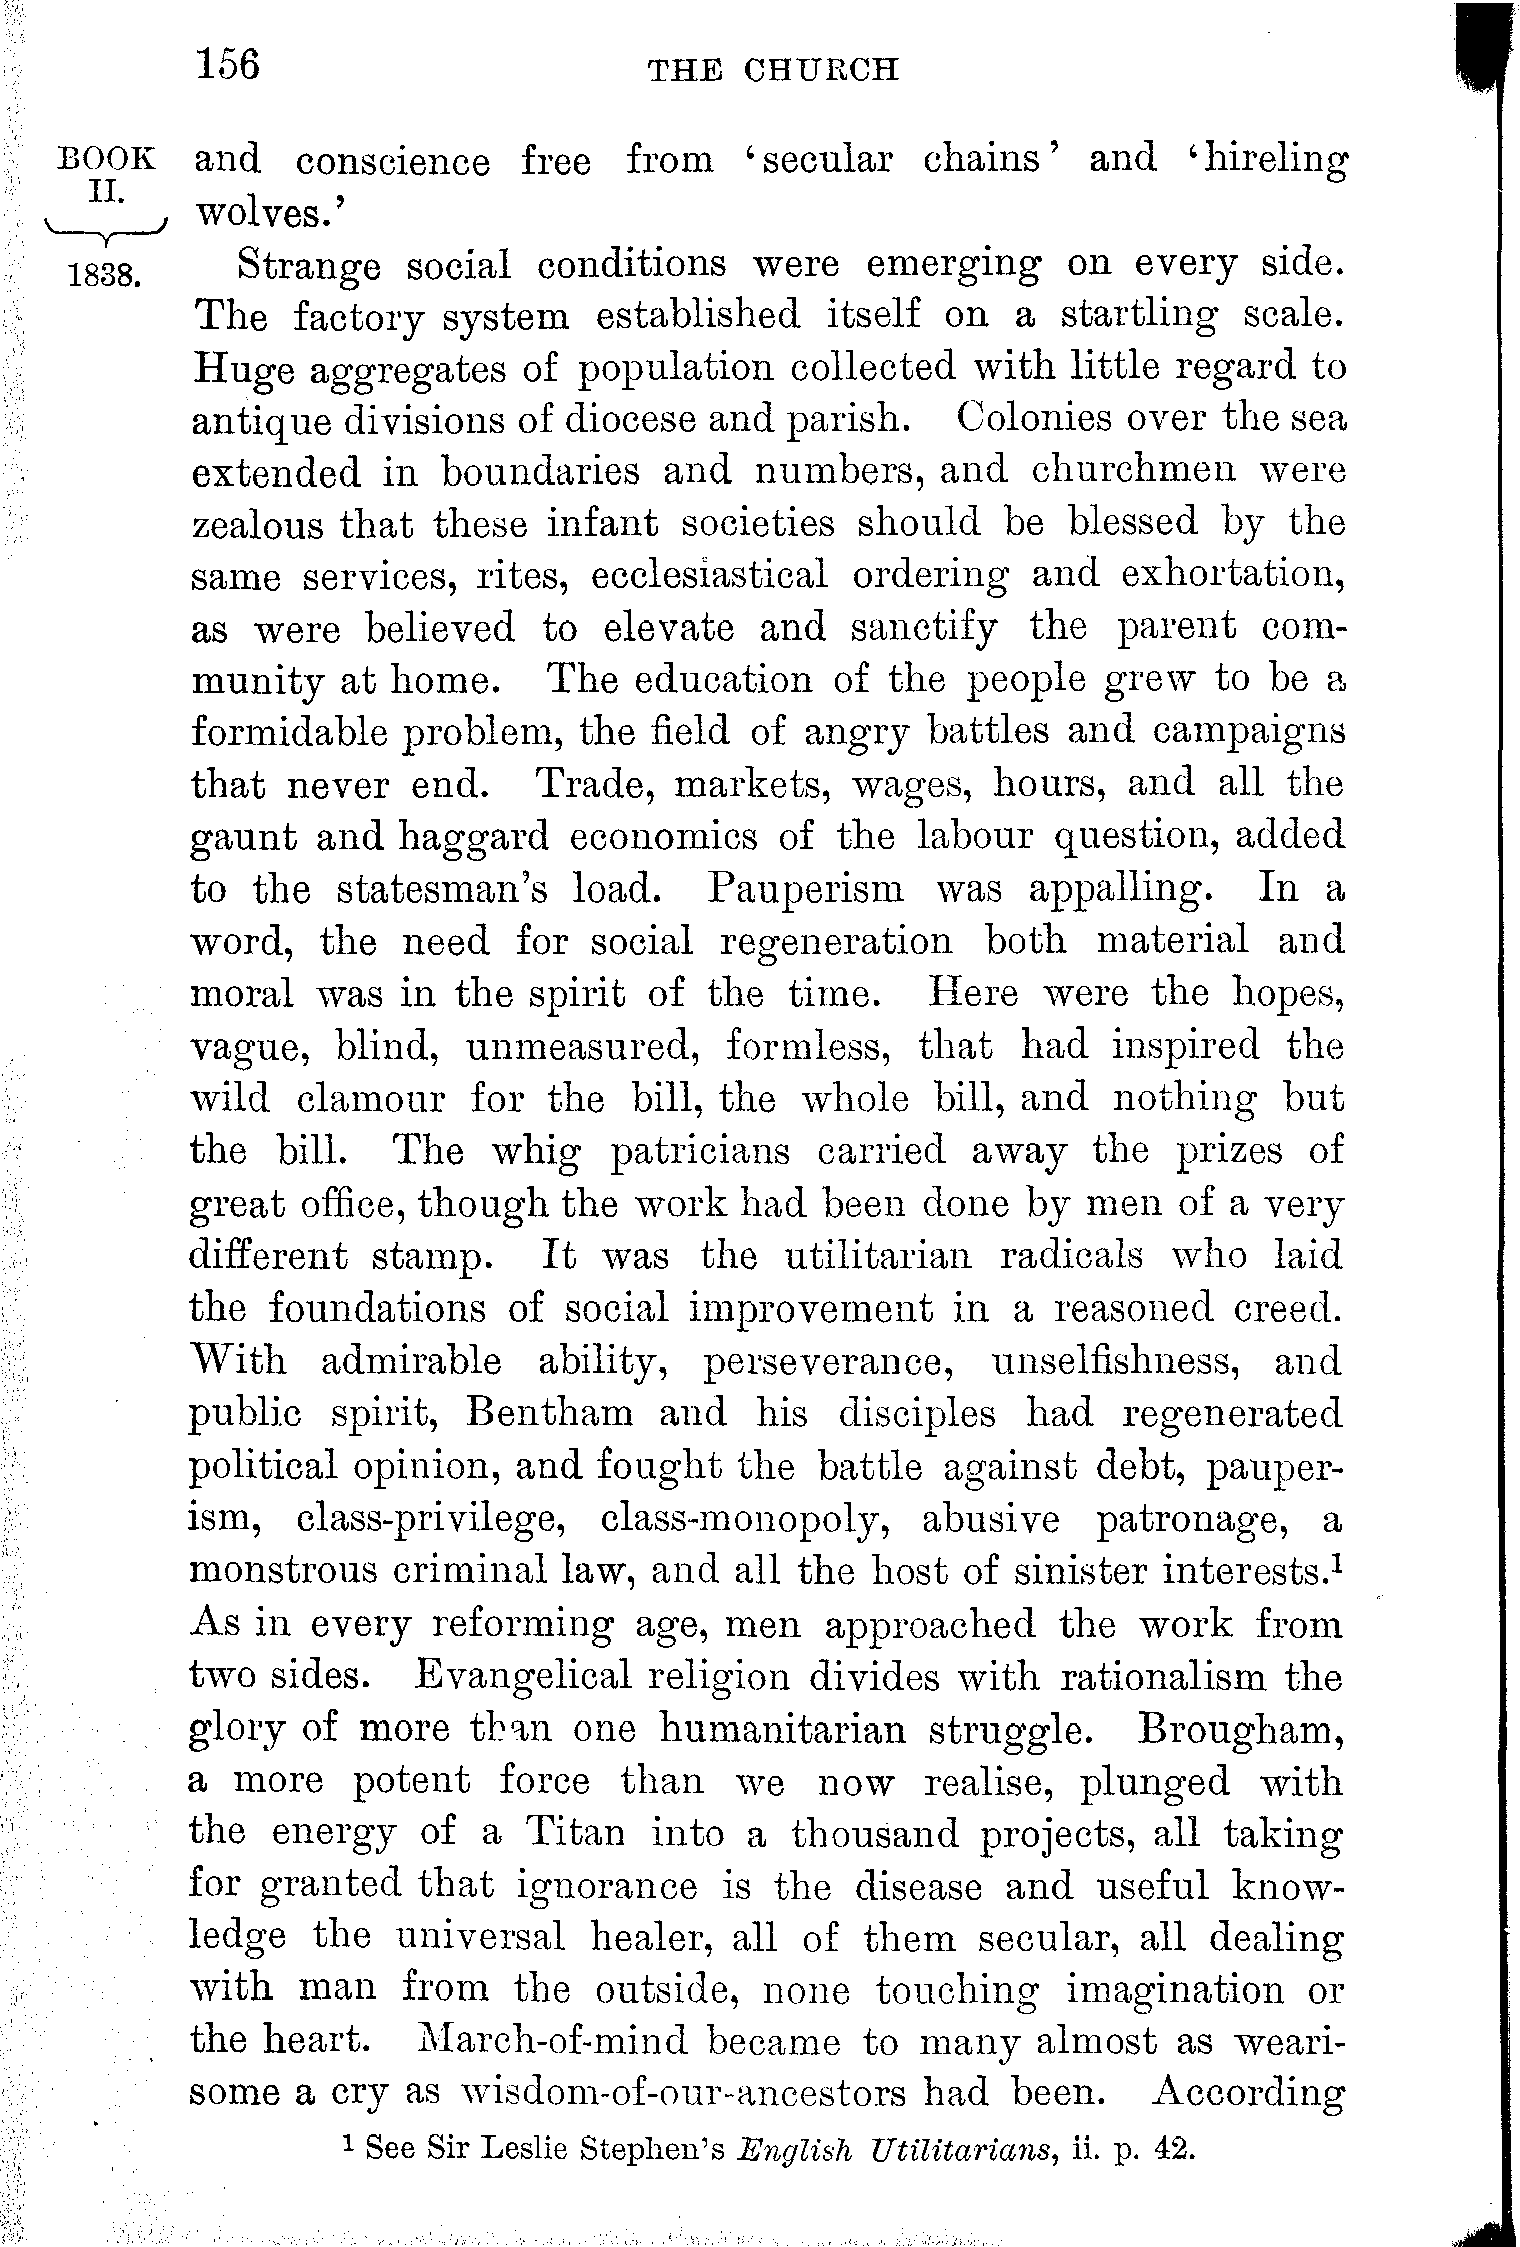 156
THE CHURCH
BOOK
II.
1838.
and conscience free from ‘secular chains’ and ‘hireling
wolves.’
Strange social conditions were emerging on every side.
The factory system established itself on a startling scale.
Huge aggregates of population collected with little regard to
antique divisions of diocese and parish. Colonies over the sea
extended in boundaries and numbers, and churchmen were
zealous that these infant societies should be blessed by the
same services, rites, ecclesiastical ordering and exhortation,
as were believed to elevate and sanctify the parent com-
munity at home. The education of the people grew to be a
formidable problem, the field of angry battles and campaigns
that never end. Trade, markets, wages, hours, and all the
gaunt and haggard economics of the labour question, added
to the statesman’s load. Pauperism was appalling. In a
word, the need for social regeneration both material and
moral was in the spirit of the time. Here were the hopes,
vague, blind, unmeasured, formless, that had inspired the
wild clamour for the bill, the whole bill, and nothing but
the bill. The whig patricians carried away the prizes of
great office, though the work had been done by men of a very
different stamp. It was the utilitarian radicals who laid
the foundations of social improvement in a reasoned creed.
With admirable ability, perseverance, unselfishness, and
public spirit, Bentham and his disciples had regenerated
political opinion, and fought the battle against debt, pauper-
ism, class-privilege, class-monopoly, abusive patronage, a
monstrous criminal law, and all the host of sinister interests.¹
As in every reforming age, men approached the work from
two sides. Evangelical religion divides with rationalism the
glory of more than one humanitarian struggle. Brougham,
a more potent force than we now realise, plunged with
the energy of a Titan into a thousand projects, all taking
for granted that ignorance is the disease and useful know-
ledge the universal healer, all of them secular, all dealing
with man from the outside, none touching imagination or
the heart. March-of-mind became to many almost as weari-
some a cry as wisdom-of-our-ancestors had been. According
¹ See Sir Leslie Stephen’s English Utilitarians, ii. p. 42.